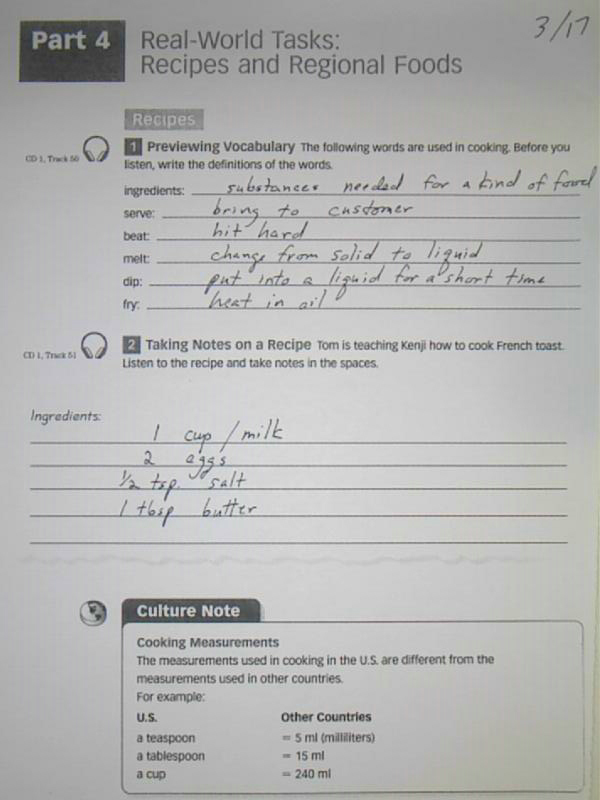 3/17
Part 4 Real-World Tasks:
Recipes and Regional Foods
Recipes
CD 1, Track 50
1 Previewing Vocabulary The following words are used in cooking. Before you
listen, write the definitions of the words.
ingredients: substances needed for a kind of food
serve: bring to customer
beat: hit hard
melt: change from solid to liquid
dip: put into a liquid for a short time
fry: heat in oil
CD 1, Track 51
2 Taking Notes on a Recipe Tom is teaching Kenji how to cook French toast.
Listen to the recipe and take notes in the spaces.
Ingredients:
1 cup / milk
2 eggs
1/2 tsp. salt
1 tbsp butter
Culture Note
Cooking Measurements
The measurements used in cooking in the U.S. are different from the
measurements used in other countries.
For example:
U.S. Other Countries
a teaspoon = 5 ml (milliliters)
a tablespoon = 15 ml
a cup = 240 ml